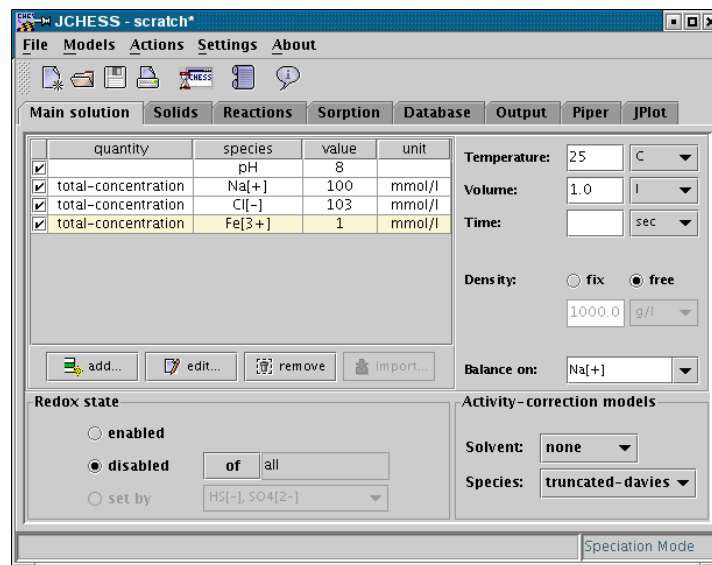 JCHESS - scratch*
File Models Actions Settings About
CHESS
Main solution Solids Reactions Sorption Database Output Piper JPlot
quantity species value unit
pH 8
total-concentration Na[+] 100 mmol/l
total-concentration Cl[-] 103 mmol/l
total-concentration Fe[3+] 1 mmol/l
Temperature: 25 C
Volume: 1.0 l
Time: sec
Density: fix free
1000.0 g/l
add... edit... remove import...
Balance on: Na[+]
Redox state
enabled
disabled of all
set by HS[-], SO4[2-]
Activity-correction models
Solvent: none
Species: truncated-davies
Speciation Mode